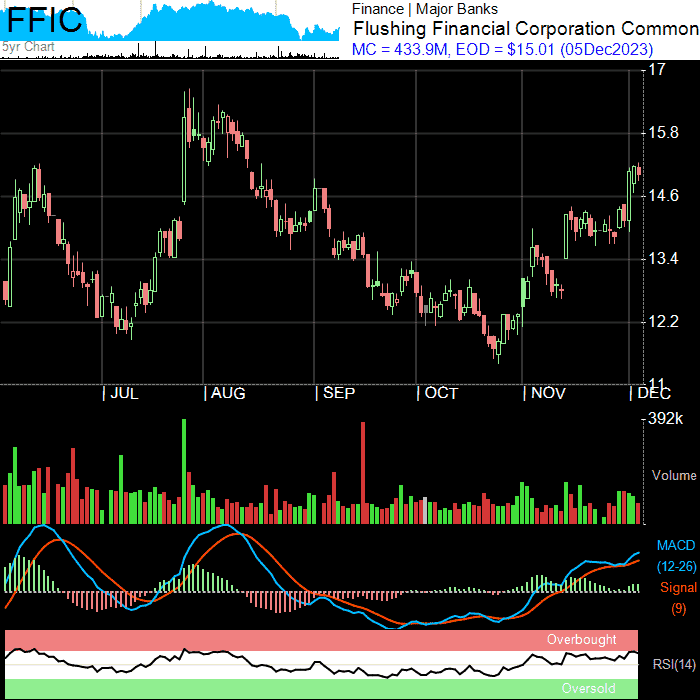 FFIC
5yr Chart
Finance | Major Banks
Flushing Financial Corporation Common
MC = 433.9M, EOD = $15.01 (05Dec2023)
17
15.8
14.6
13.4
12.2
11
JUL AUG SEP OCT NOV DEC
392k
Volume
MACD
(12-26)
Signal
(9)
Overbought
RSI(14)
Oversold